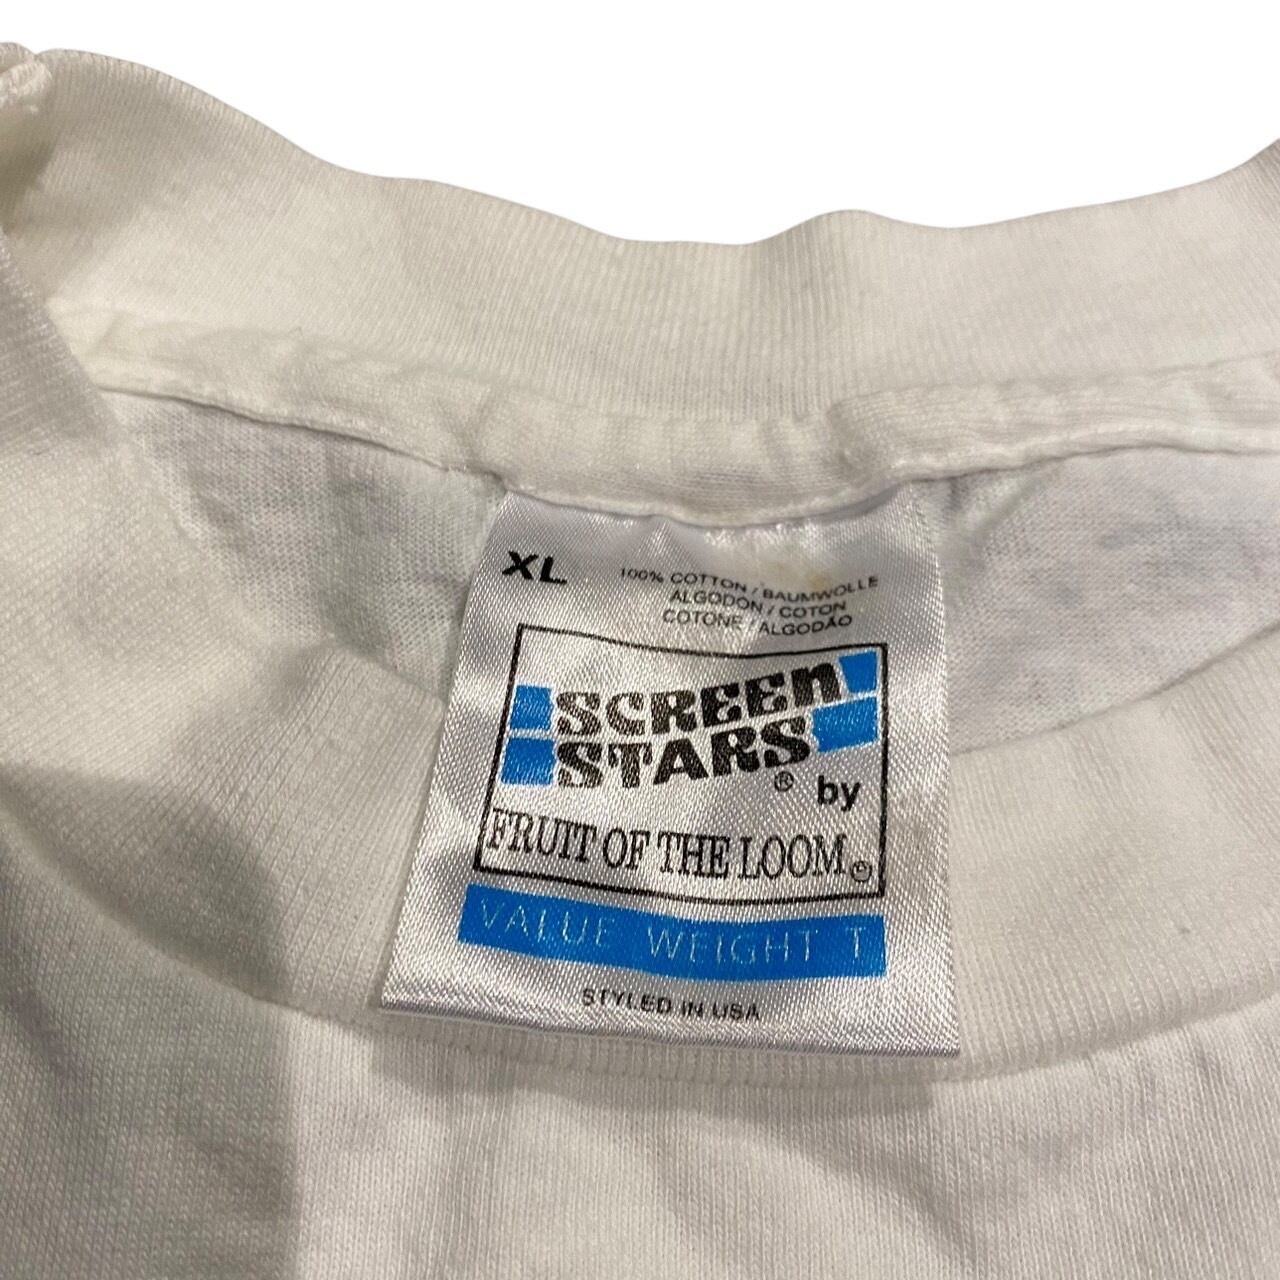 XL
100% COTTON / BAUMWOLLE
ALGODON / COTON
COTONE / ALGODÃO
SCREEN
STARS® by
FRUIT OF THE LOOM®
VALUE WEIGHT T
STYLED IN USA